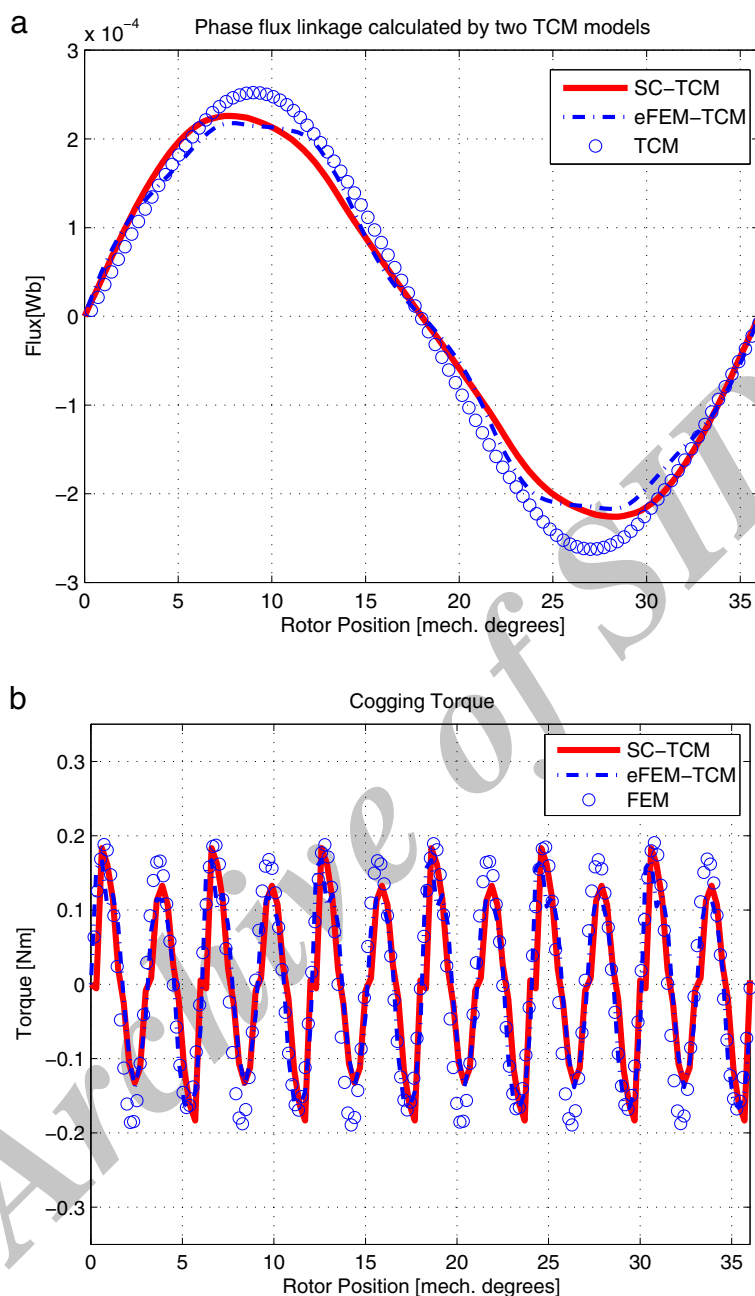 a
Phase flux linkage calculated by two TCM models
x 10⁻⁴
3
2
1
0
−1
−2
−3
Flux[Wb]
SC−TCM
eFEM−TCM
TCM
0 5 10 15 20 25 30 35
Rotor Position [mech. degrees]
b
Cogging Torque
0.3
0.2
0.1
0
−0.1
−0.2
−0.3
Torque [Nm]
SC−TCM
eFEM−TCM
FEM
0 5 10 15 20 25 30 35
Rotor Position [mech. degrees]
Archive of SID